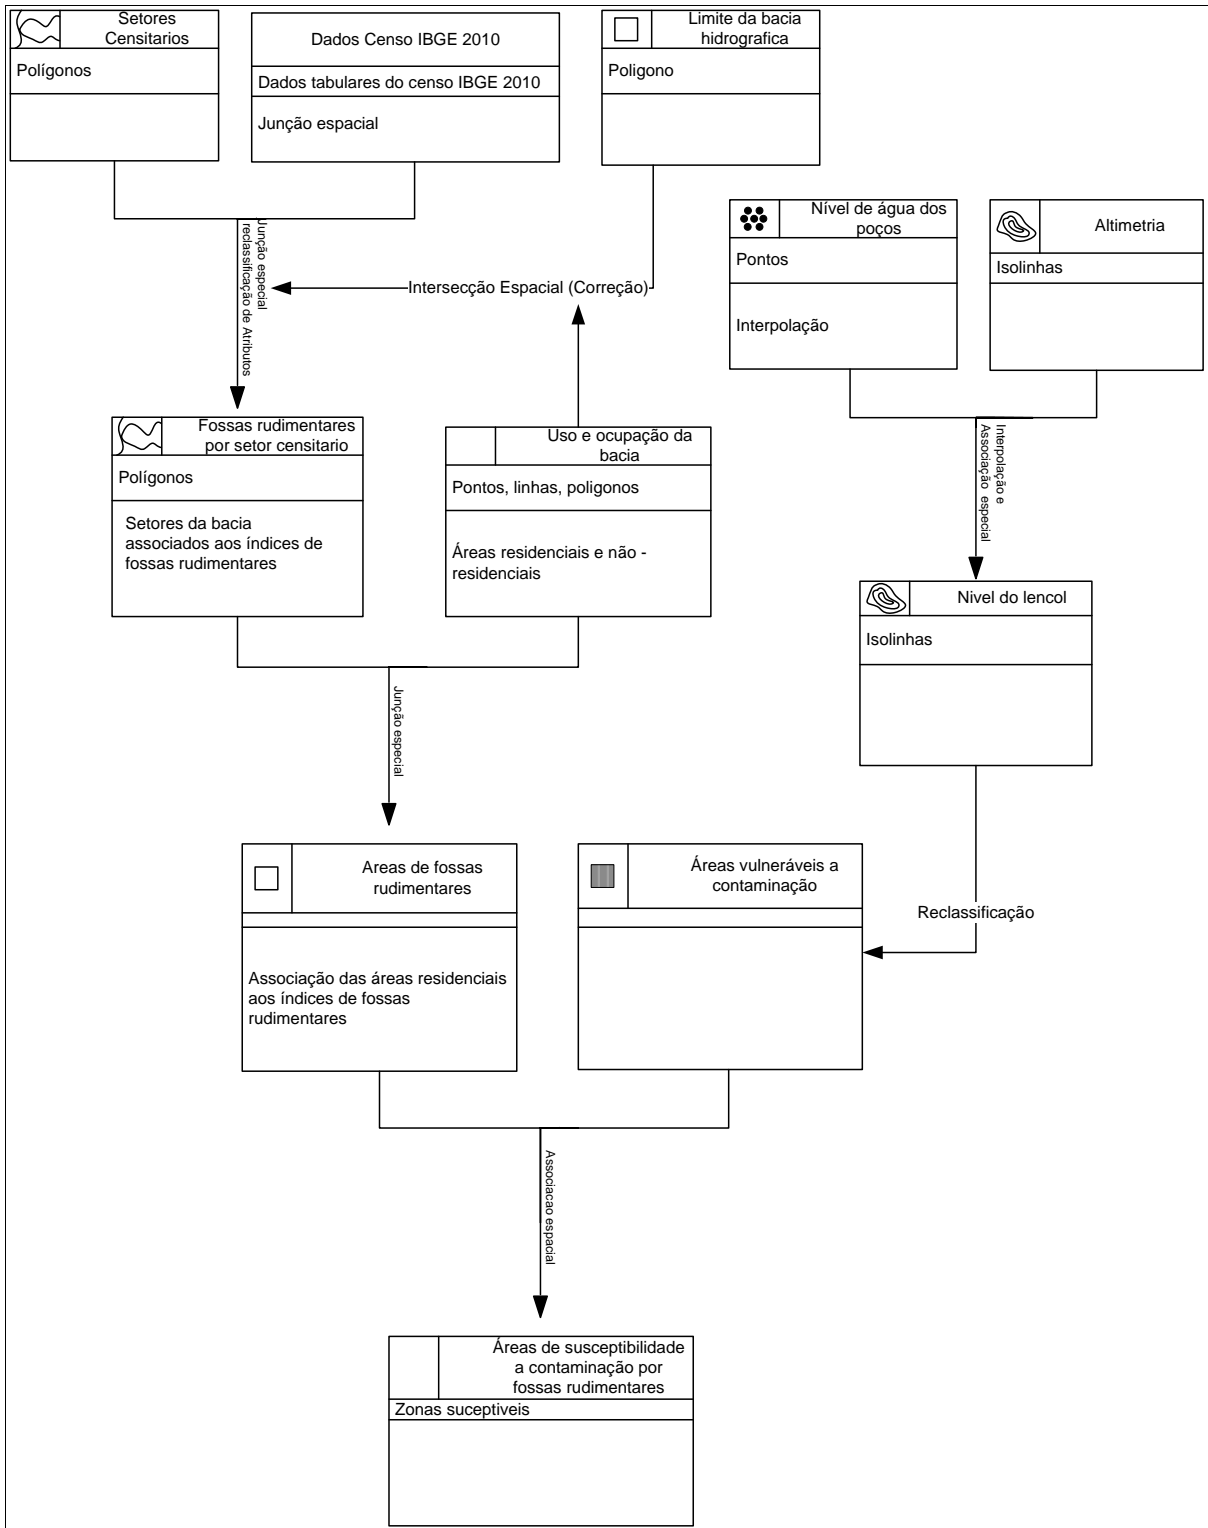 Setores
Censitarios
Polígonos
Dados Censo IBGE 2010
Dados tabulares do censo IBGE 2010
Junção espacial
Limite da bacia
hidrografica
Poligono
Nível de água dos
poços
Pontos
Interpolação
Altimetria
Isolinhas
Junção especial
reclassificação de Atributos
Intersecção Espacial (Correção)
Fossas rudimentares
por setor censitario
Polígonos
Setores da bacia
associados aos índices de
fossas rudimentares
Uso e ocupação da
bacia
Pontos, linhas, poligonos
Áreas residenciais e não -
residenciais
Interpolação e
Associação especial
Nivel do lencol
Isolinhas
Junção especial
Areas de fossas
rudimentares
Associação das áreas residenciais
aos índices de fossas
rudimentares
Áreas vulneráveis a
contaminação
Reclassificação
Associacao espacial
Áreas de susceptibilidade
a contaminação por
fossas rudimentares
Zonas suceptiveis